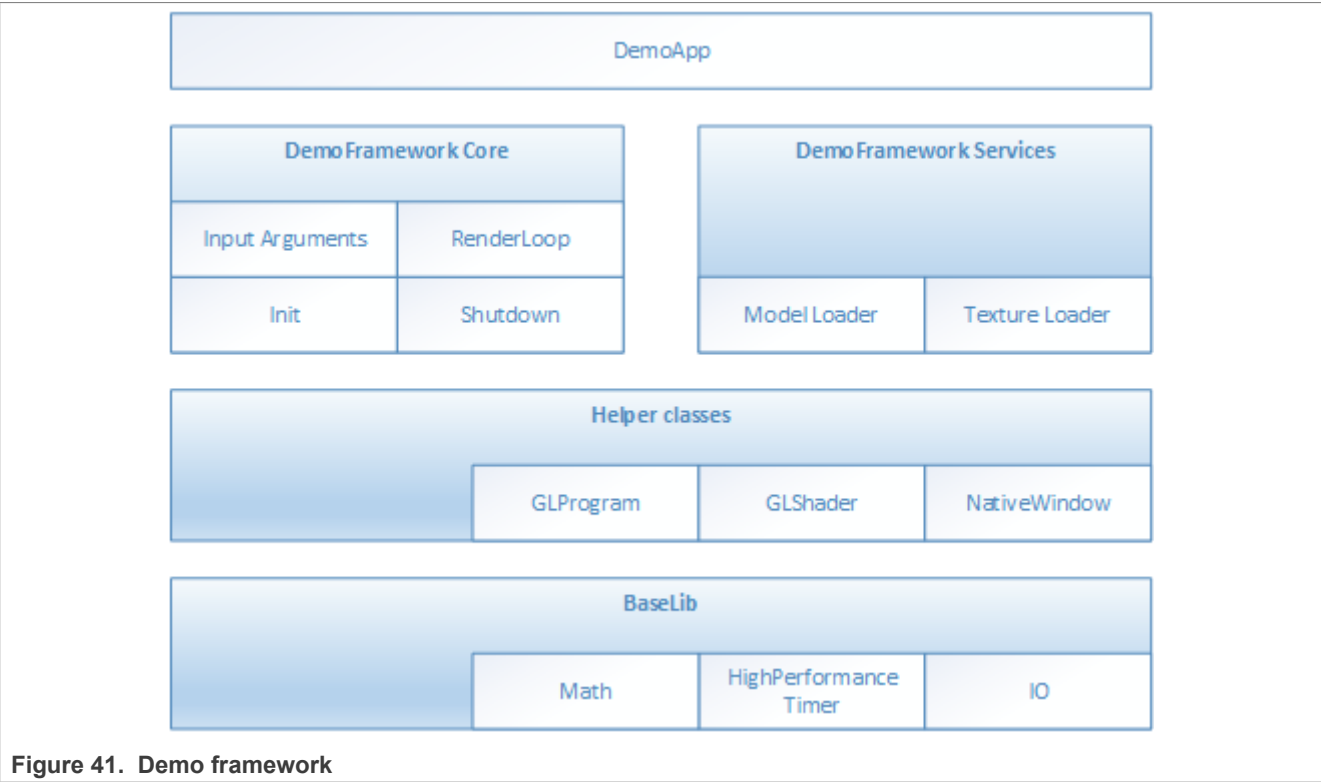 DemoApp
DemoFramework Core
DemoFramework Services
Input Arguments
RenderLoop
Init
Shutdown
Model Loader
Texture Loader
Helper classes
GLProgram
GLShader
NativeWindow
BaseLib
Math
HighPerformance
Timer
IO
Figure 41. Demo framework